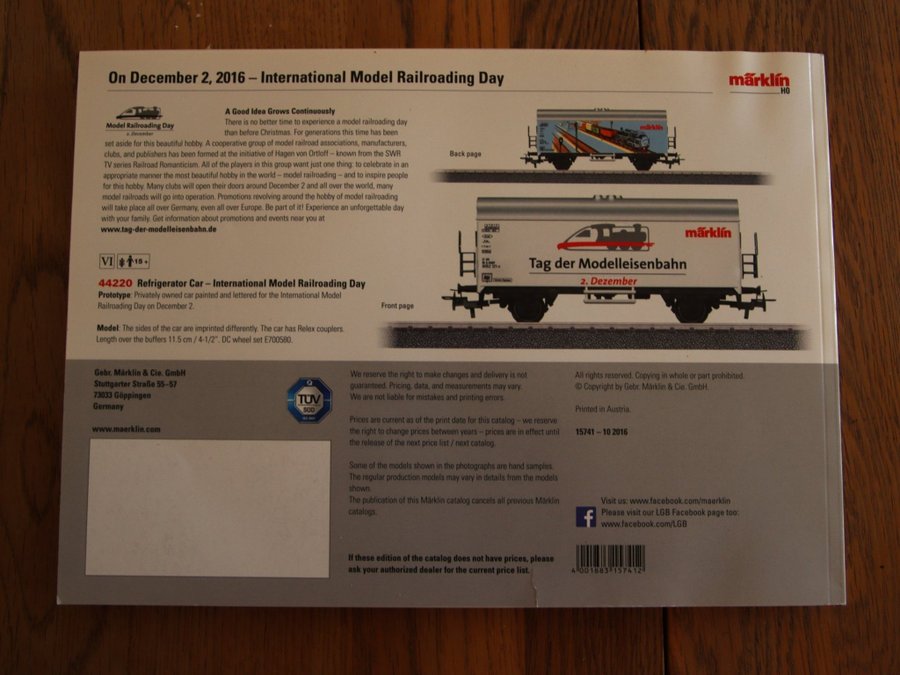 On December 2, 2016 – International Model Railroading Day
märklin
H0
Model Railroading Day
2. Dezember
A Good Idea Grows Continuously
There is no better time to experience a model railroading day
than before Christmas. For generations this time has been
set aside for this beautiful hobby. A cooperative group of model railroad associations, manufacturers,
clubs, and publishers has been formed at the initiative of Hagen von Ortloff – known from the SWR
TV series Railroad Romanticism. All of the players in this group want just one thing: to celebrate in an
appropriate manner the most beautiful hobby in the world – model railroading – and to inspire people
for this hobby. Many clubs will open their doors around December 2 and all over the world, many
model railroads will go into operation. Promotions revolving around the hobby of model railroading
will take place all over Germany, even all over Europe. Be part of it! Experience an unforgettable day
with your family. Get information about promotions and events near you at
www.tag-der-modelleisenbahn.de
VI
15 +
44220 Refrigerator Car – International Model Railroading Day
Prototype: Privately owned car painted and lettered for the International Model
Railroading Day on December 2.
Model: The sides of the car are imprinted differently. The car has Relex couplers.
Length over the buffers 11.5 cm / 4-1/2". DC wheel set E700580.
Back page
märklin
märklin
Tag der Modelleisenbahn
2. Dezember
Front page
Gebr. Märklin & Cie. GmbH
Stuttgarter Straße 55–57
73033 Göppingen
Germany
www.maerklin.com
TÜV
SÜD
We reserve the right to make changes and delivery is not
guaranteed. Pricing, data, and measurements may vary.
We are not liable for mistakes and printing errors.
Prices are current as of the print date for this catalog – we reserve
the right to change prices between years – prices are in effect until
the release of the next price list / next catalog.
Some of the models shown in the photographs are hand samples.
The regular production models may vary in details from the models
shown.
The publication of this Märklin catalog cancels all previous Märklin
catalogs.
If these edition of the catalog does not have prices, please
ask your authorized dealer for the current price list.
All rights reserved. Copying in whole or part prohibited.
© Copyright by Gebr. Märklin & Cie. GmbH.
Printed in Austria.
15741 – 10 2016
Visit us: www.facebook.com/maerklin
Please visit our LGB Facebook page too:
www.facebook.com/LGB
4 001883 157412